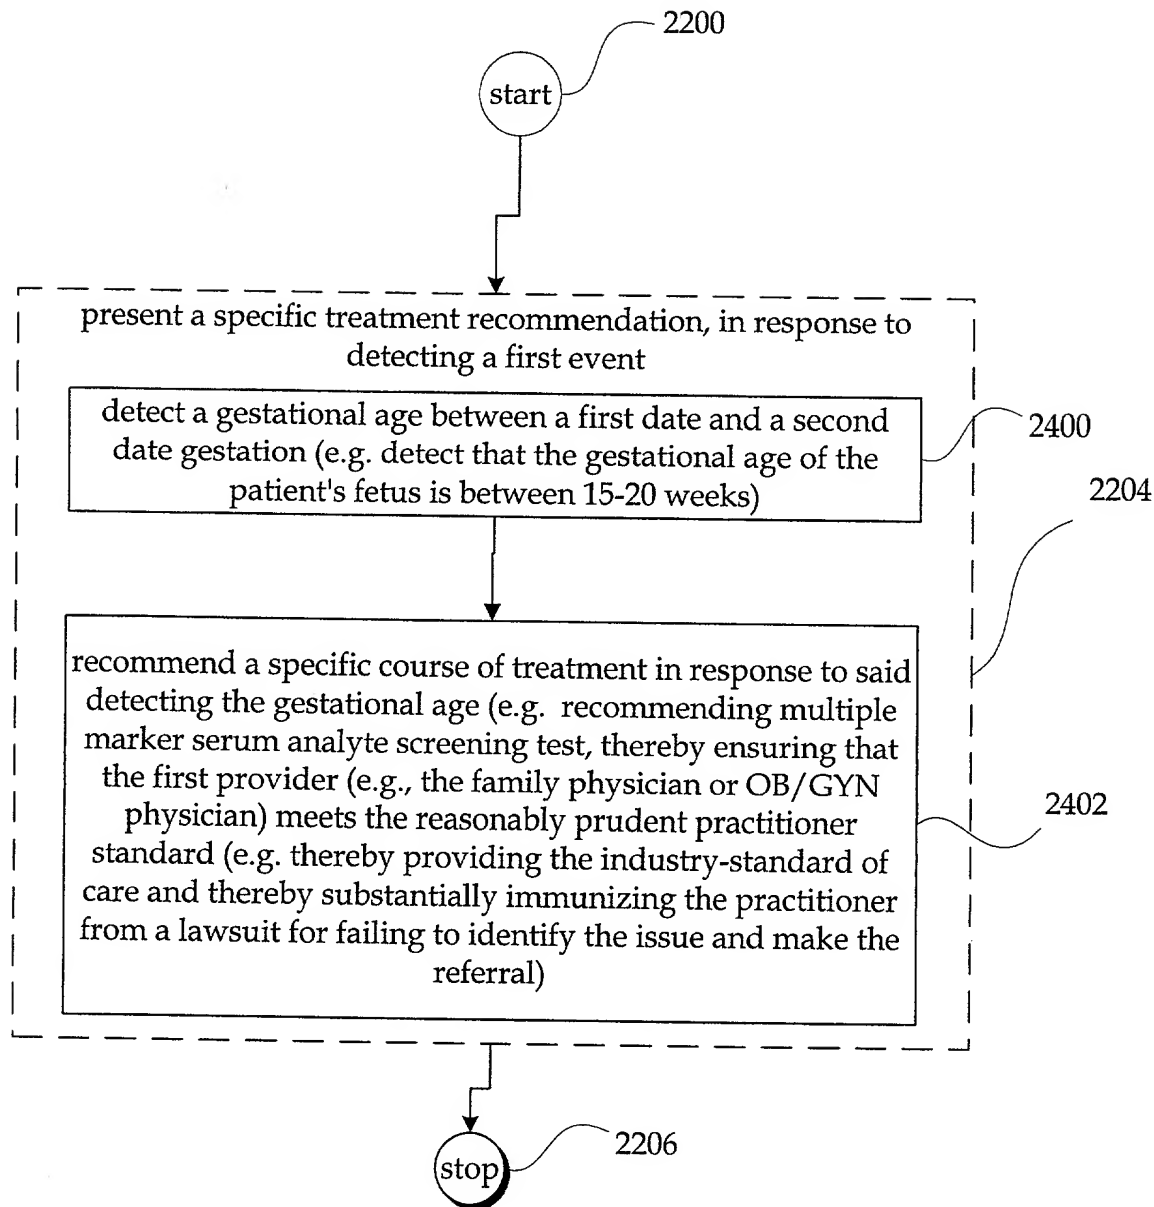 2200
start
present a specific treatment recommendation, in response to
detecting a first event
detect a gestational age between a first date and a second
date gestation (e.g. detect that the gestational age of the
patient's fetus is between 15-20 weeks)
2400
2204
recommend a specific course of treatment in response to said
detecting the gestational age (e.g. recommending multiple
marker serum analyte screening test, thereby ensuring that
the first provider (e.g., the family physician or OB/GYN
physician) meets the reasonably prudent practitioner
standard (e.g. thereby providing the industry-standard of
care and thereby substantially immunizing the practitioner
from a lawsuit for failing to identify the issue and make the
referral)
2402
2206
stop